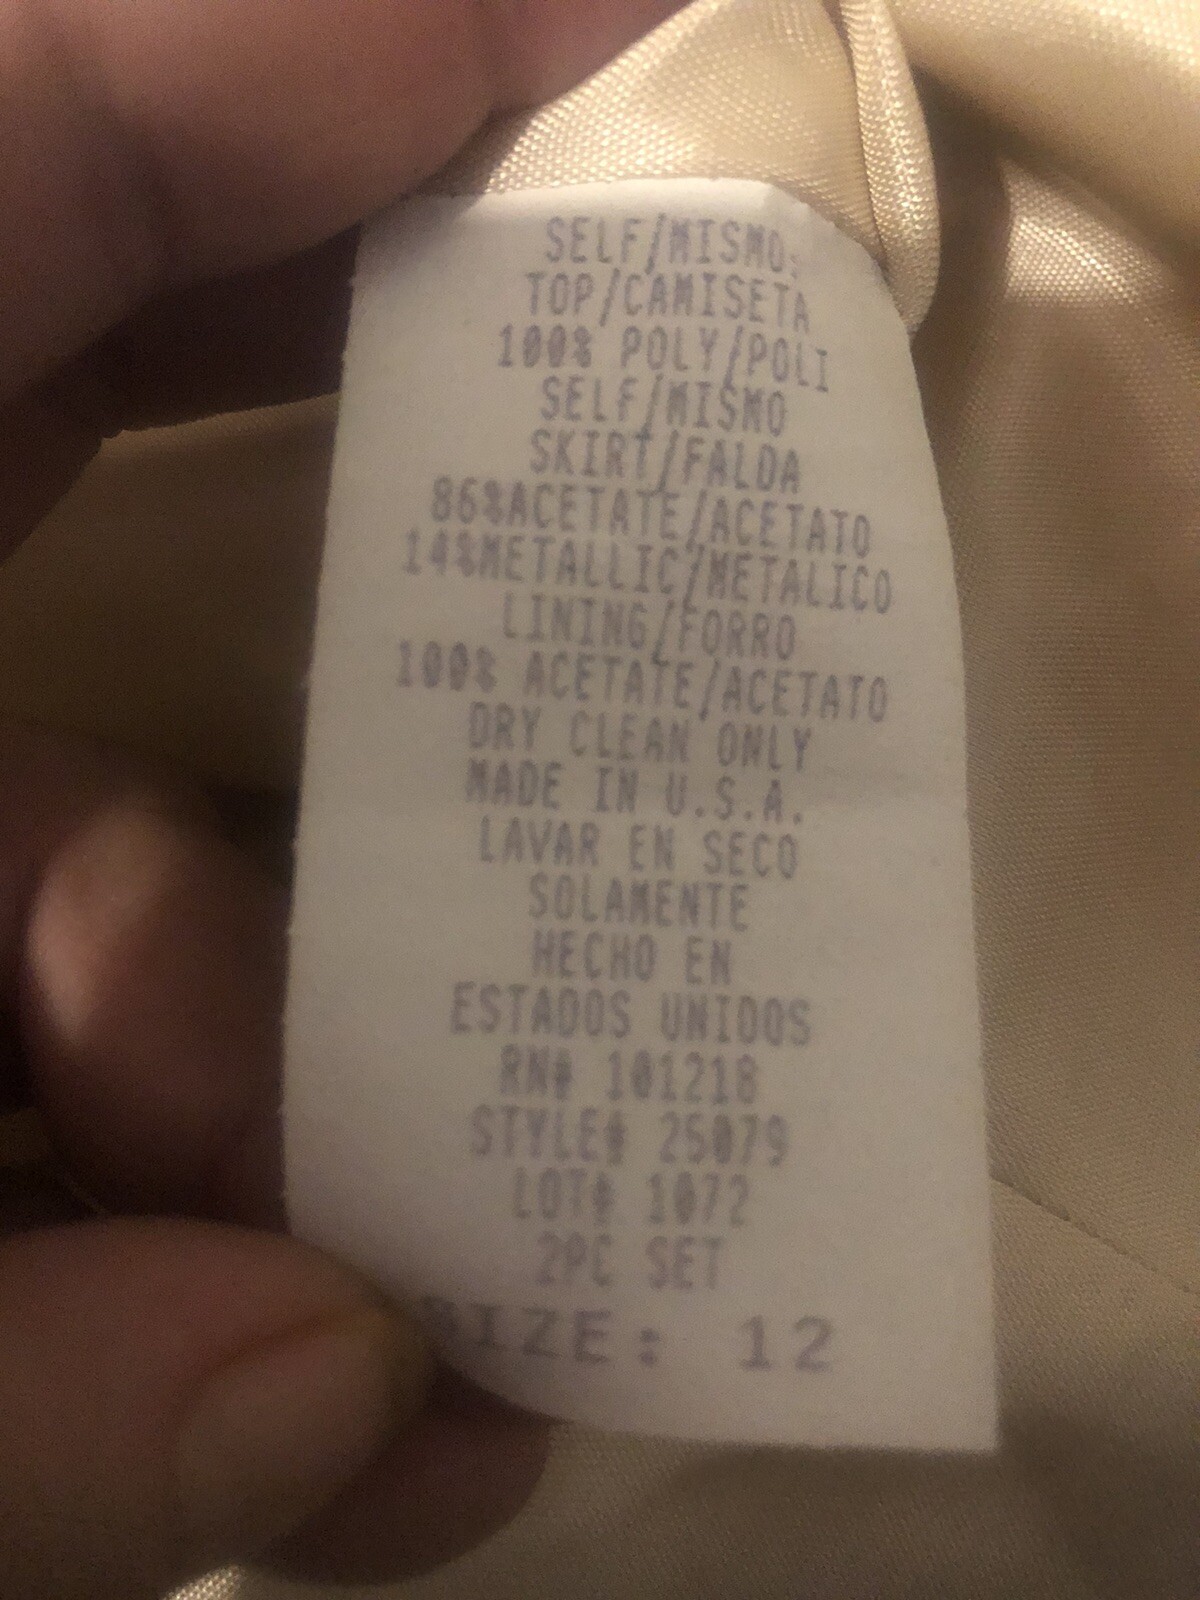 SELF/MISMO:
TOP/CAMISETA
100% POLY/POLI
SELF/MISMO
SKIRT/FALDA
86%ACETATE/ACETATO
14%METALLIC/METALICO
LINING/FORRO
100% ACETATE/ACETATO
DRY CLEAN ONLY
MADE IN U.S.A.
LAVAR EN SECO
SOLAMENTE
HECHO EN
ESTADOS UNIDOS
RN# 101218
STYLE# 25079
LOT# 1072
2PC SET
SIZE: 12